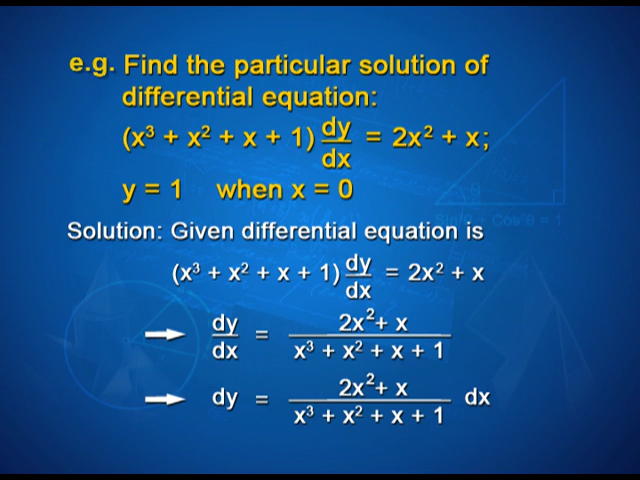 e.g. Find the particular solution of
differential equation:
(x³ + x² + x + 1) dy/dx = 2x² + x;
y = 1 when x = 0
Solution: Given differential equation is
(x³ + x² + x + 1) dy/dx = 2x² + x
➡ dy/dx = (2x² + x)/(x³ + x² + x + 1)
➡ dy = (2x² + x)/(x³ + x² + x + 1) dx